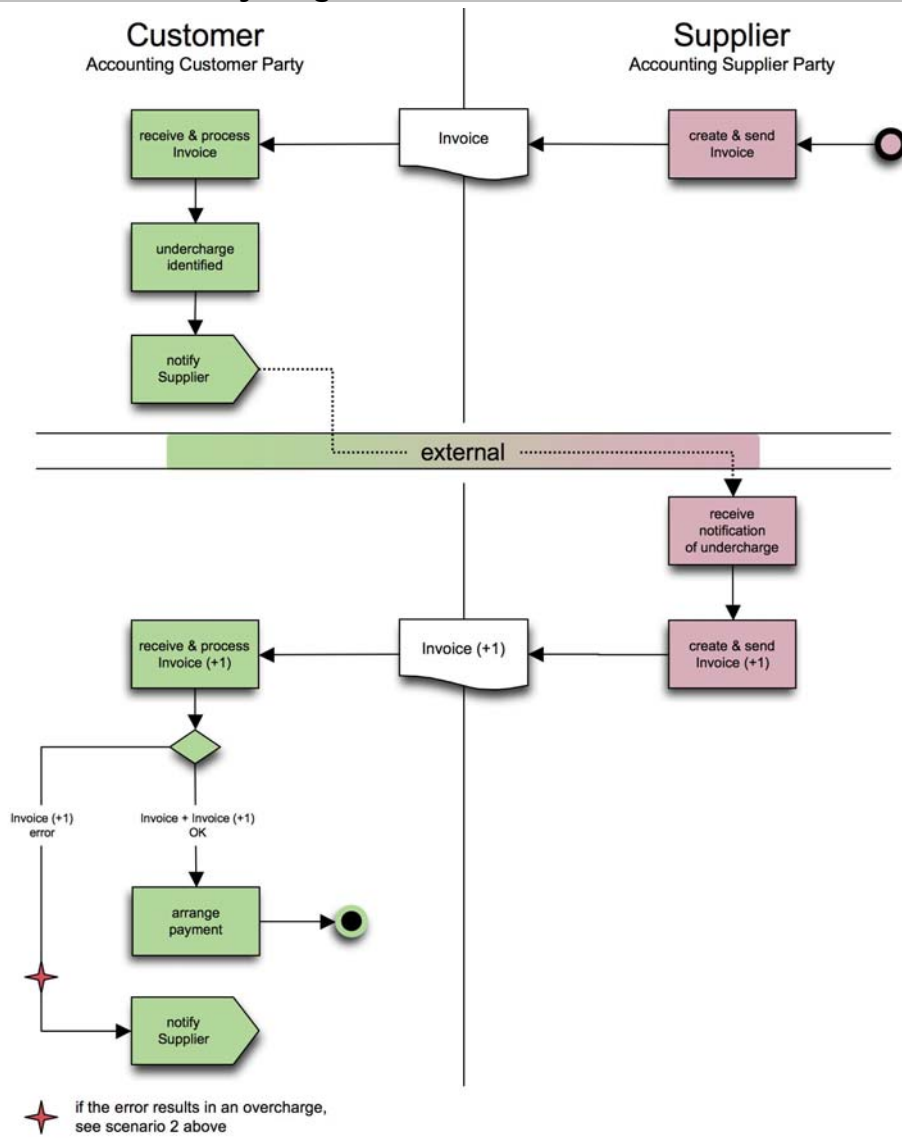 Customer
Accounting Customer Party
Supplier
Accounting Supplier Party
receive & process
Invoice
Invoice
create & send
Invoice
undercharge
identified
notify
Supplier
external
receive
notification
of undercharge
receive & process
Invoice (+1)
Invoice (+1)
create & send
Invoice (+1)
Invoice (+1)
error
Invoice + Invoice (+1)
OK
arrange
payment
notify
Supplier
if the error results in an overcharge,
see scenario 2 above